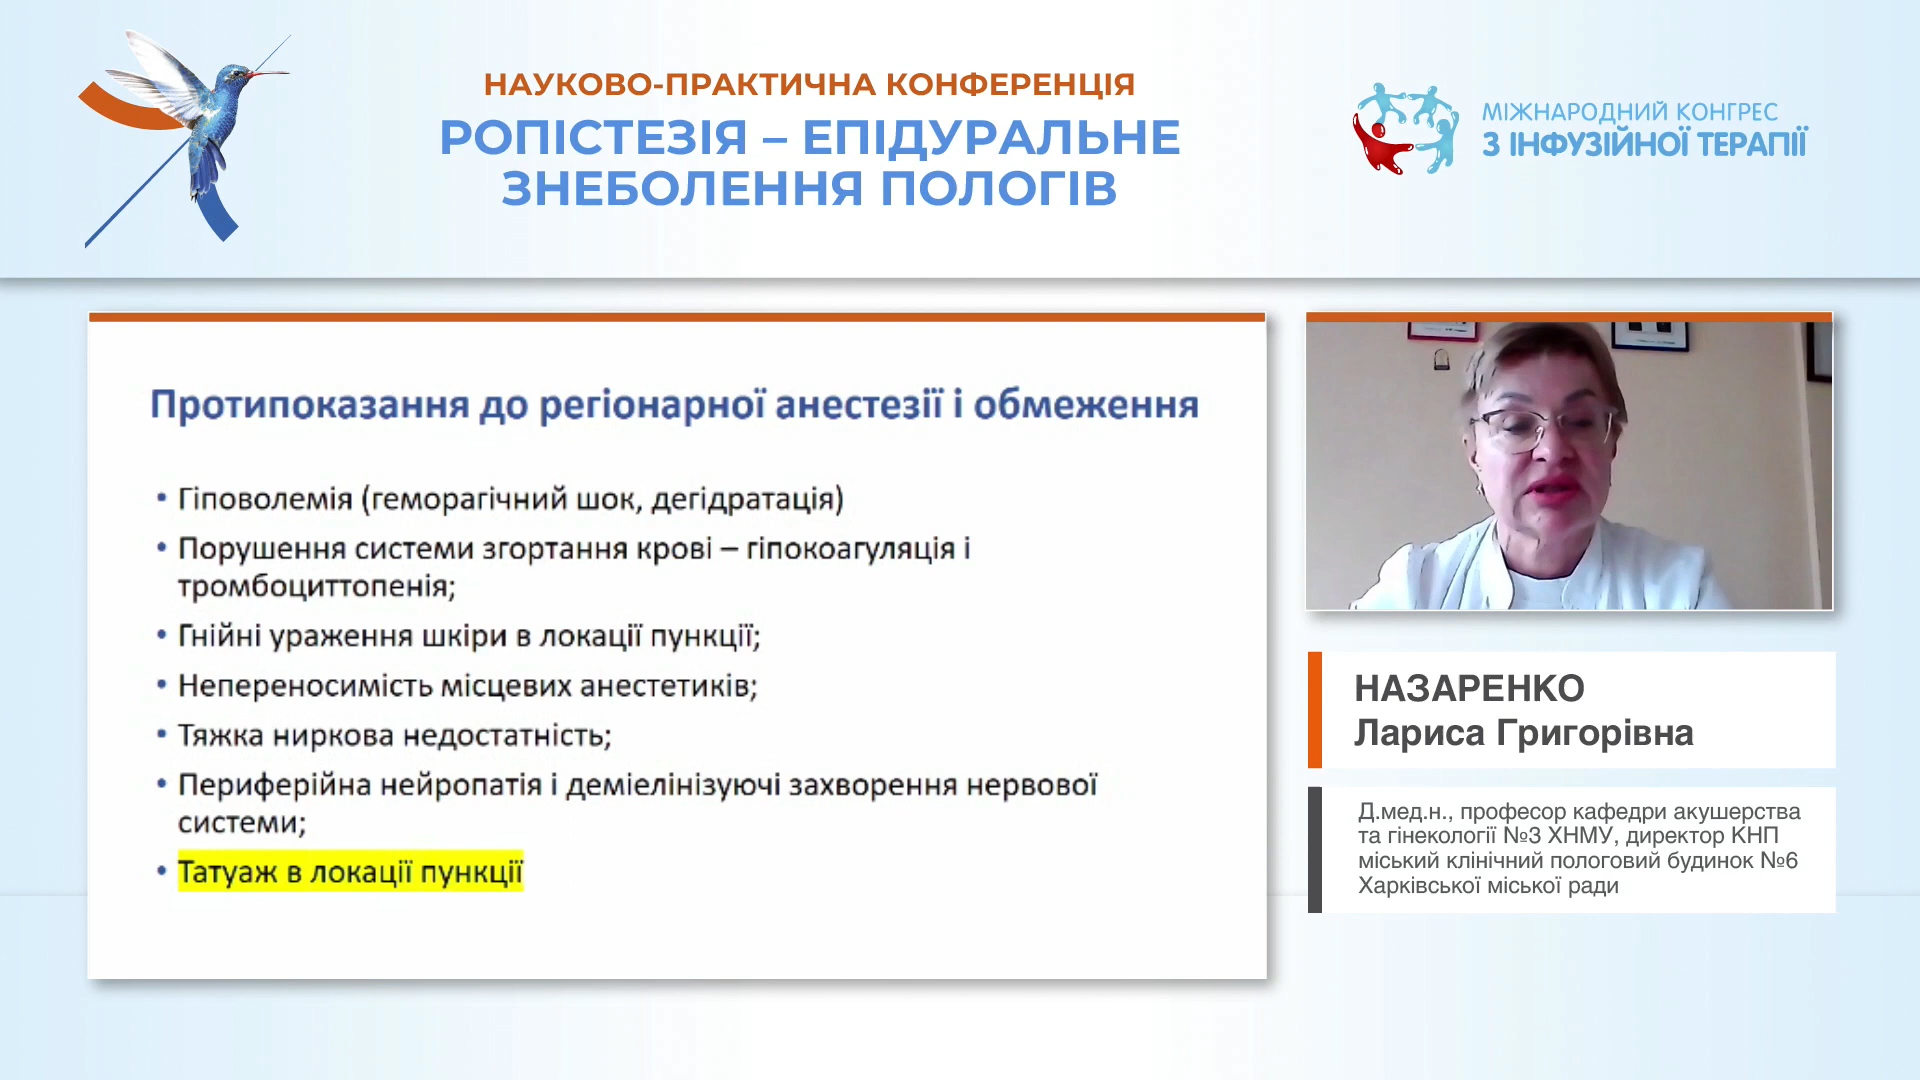 НАУКОВО-ПРАКТИЧНА КОНФЕРЕНЦІЯ
РОПІСТЕЗІЯ – ЕПІДУРАЛЬНЕ
ЗНЕБОЛЕННЯ ПОЛОГІВ
МІЖНАРОДНИЙ КОНГРЕС
З ІНФУЗІЙНОЇ ТЕРАПІЇ
Протипоказання до регіонарної анестезії і обмеження
• Гіповолемія (геморагічний шок, дегідратація)
• Порушення системи згортання крові – гіпокоагуляція і
тромбоциттопенія;
• Гнійні ураження шкіри в локації пункції;
• Непереносимість місцевих анестетиків;
• Тяжка ниркова недостатність;
• Периферійна нейропатія і деміелінізуючі захворення нервової
системи;
• Татуаж в локації пункції
НАЗАРЕНКО
Лариса Григорівна
Д.мед.н., професор кафедри акушерства
та гінекології №3 ХНМУ, директор КНП
міський клінічний пологовий будинок №6
Харківської міської ради